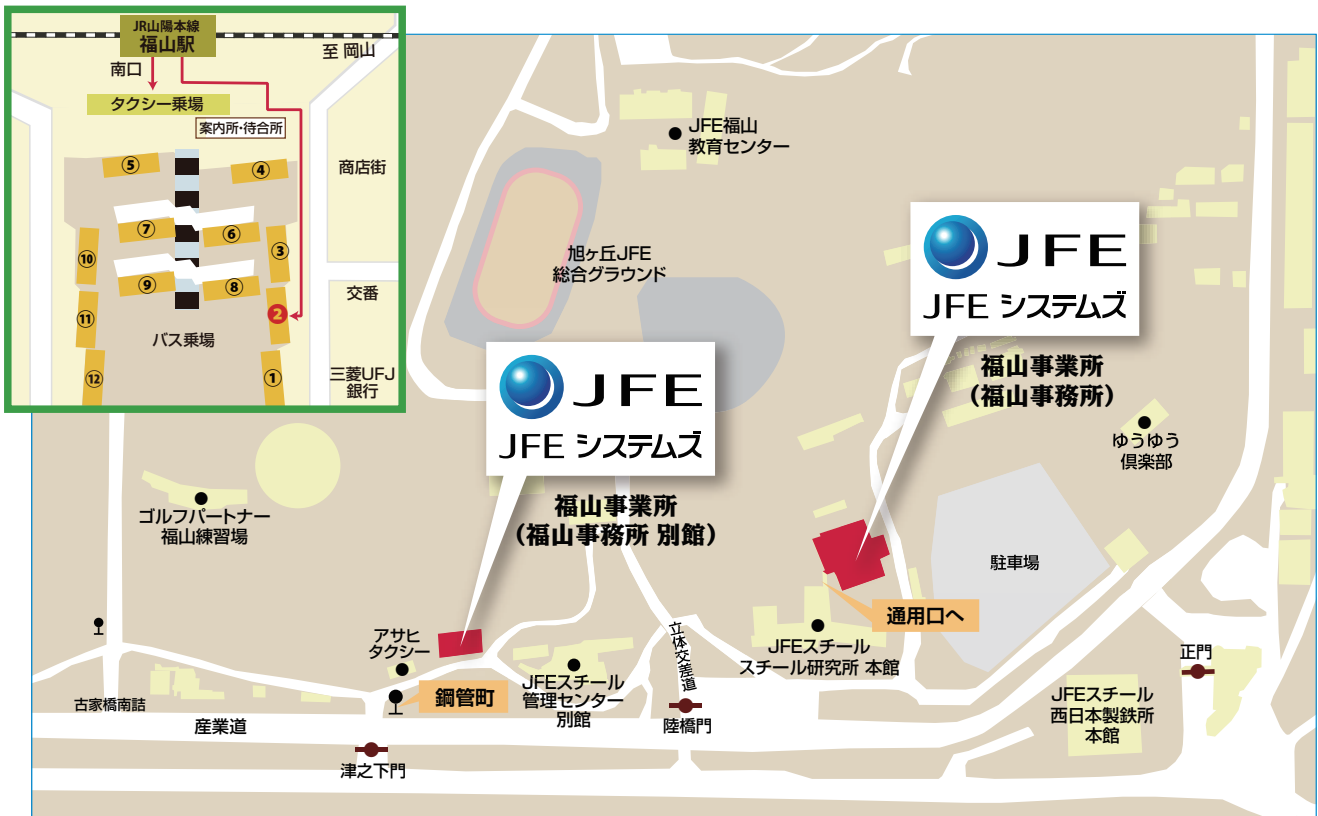 JR山陽本線
福山駅
至 岡山
南口
タクシー乗場
案内所・待合所
商店街
⑤
④
⑦
⑥
③
⑩
⑨
⑧
交番
②
⑪
バス乗場
⑫
①
三菱UFJ
銀行
JFE福山
教育センター
旭ヶ丘JFE
総合グラウンド
JFE
JFE システムズ
福山事業所
(福山事務所)
JFE
JFE システムズ
福山事業所
(福山事務所 別館)
ゆうゆう
倶楽部
ゴルフパートナー
福山練習場
駐車場
通用口へ
アサヒ
タクシー
立体交差道
JFEスチール
スチール研究所 本館
正門
JFEスチール
管理センター
別館
鋼管町
JFEスチール
西日本製鉄所
本館
古家橋南詰
産業道
陸橋門
津之下門